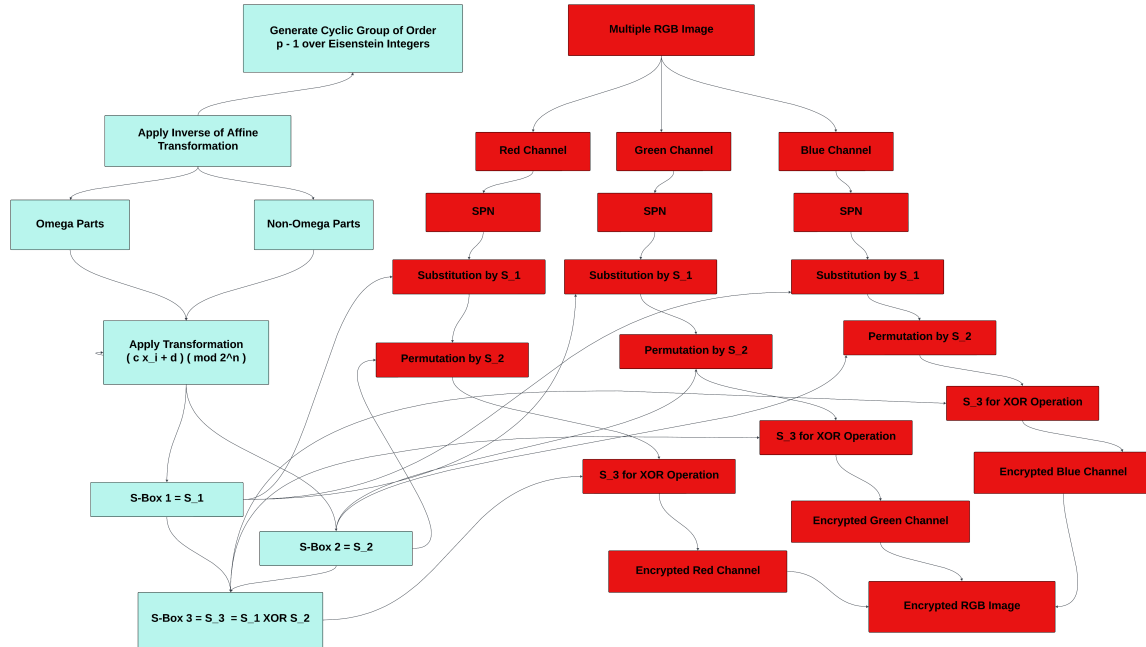 Generate Cyclic Group of Order
p - 1 over Eisenstein Integers
Multiple RGB Image
Apply Inverse of Affine
Transformation
Red Channel
Green Channel
Blue Channel
Omega Parts
Non-Omega Parts
SPN
SPN
SPN
Substitution by S_1
Substitution by S_1
Substitution by S_1
Apply Transformation
( c x_i + d ) ( mod 2^n )
Permutation by S_2
Permutation by S_2
Permutation by S_2
S_3 for XOR Operation
S_3 for XOR Operation
S_3 for XOR Operation
Encrypted Blue Channel
S-Box 1 = S_1
Encrypted Green Channel
S-Box 2 = S_2
Encrypted Red Channel
Encrypted RGB Image
S-Box 3 = S_3 = S_1 XOR S_2